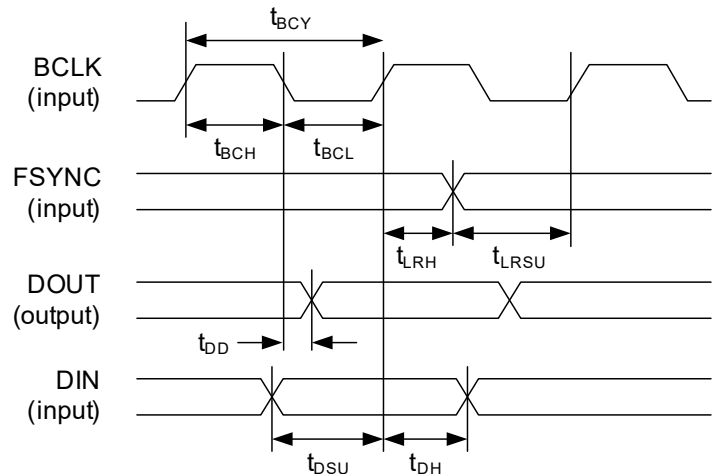 tBCY
BCLK
(input)
tBCH
tBCL
FSYNC
(input)
tLRH
tLRSU
DOUT
(output)
tDD
DIN
(input)
tDSU
tDH